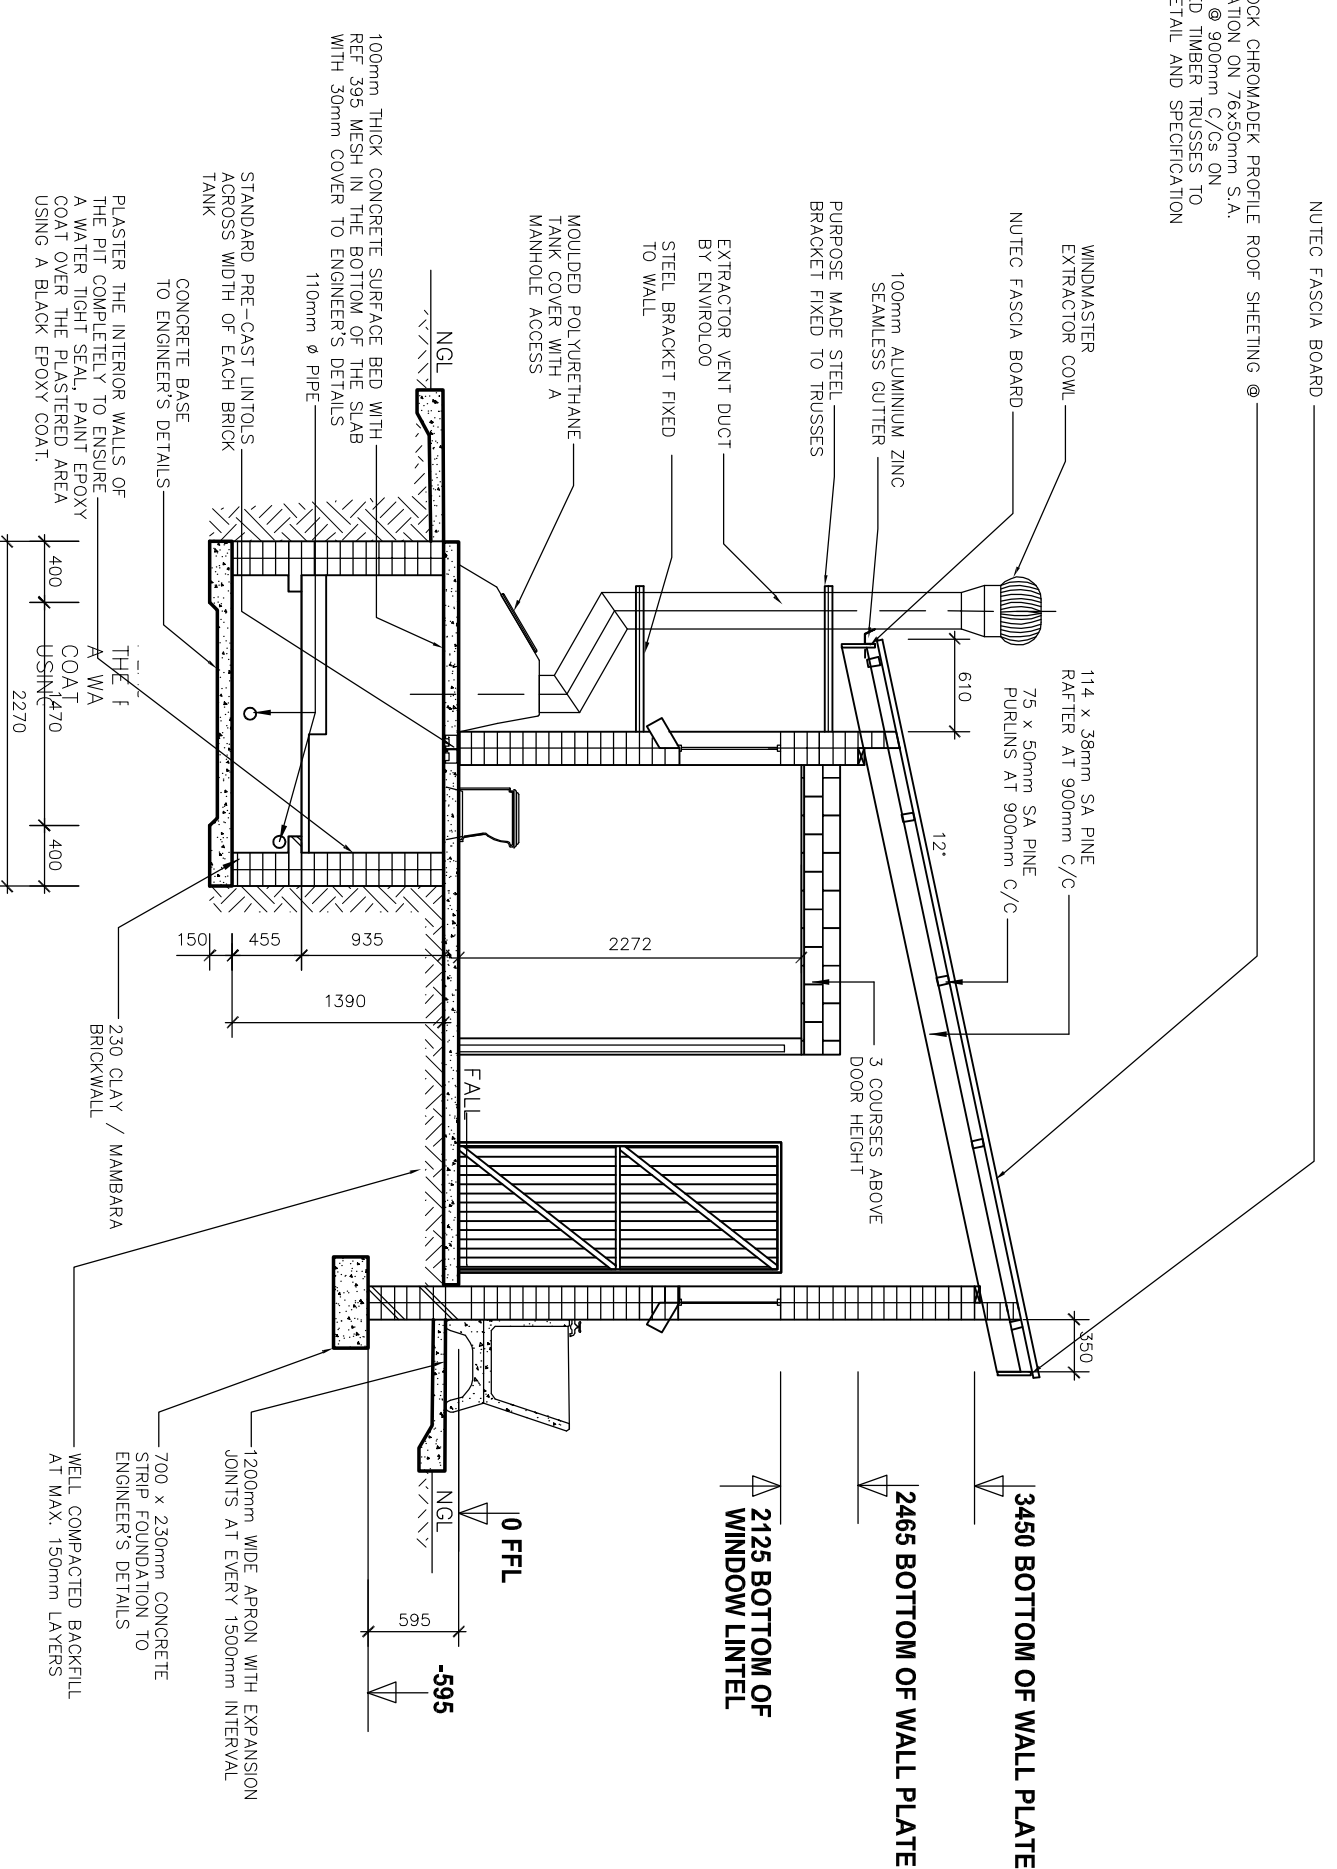 NUTEC FASCIA BOARD
OCK CHROMADEK PROFILE ROOF SHEETING @
ATION ON 76x50mm S.A.
@ 900mm C/Cs ON
ED TIMBER TRUSSES TO
ETAIL AND SPECIFICATION
WINDMASTER
EXTRACTOR COWL
NUTEC FASCIA BOARD
100mm ALUMINIUM ZINC
SEAMLESS GUTTER
PURPOSE MADE STEEL
BRACKET FIXED TO TRUSSES
EXTRACTOR VENT DUCT
BY ENVIROLOO
STEEL BRACKET FIXED
TO WALL
MOULDED POLYURETHANE
TANK COVER WITH A
MANHOLE ACCESS
NGL
100mm THICK CONCRETE SURFACE BED WITH
REF 395 MESH IN THE BOTTOM OF THE SLAB
WITH 30mm COVER TO ENGINEER'S DETAILS
110mm ø PIPE
STANDARD PRE-CAST LINTOLS
ACROSS WIDTH OF EACH BRICK
TANK
CONCRETE BASE
TO ENGINEER'S DETAILS
PLASTER THE INTERIOR WALLS OF
THE PIT COMPLETELY TO ENSURE
A WATER TIGHT SEAL, PAINT EPOXY
COAT OVER THE PLASTERED AREA
USING A BLACK EPOXY COAT.
THE
A WA
COAT
USING
400
1470
400
2270
610
114 x 38mm SA PINE
RAFTER AT 900mm C/C
75 x 50mm SA PINE
PURLINS AT 900mm C/C
12°
2272
935
455
150
1390
3 COURSES ABOVE
DOOR HEIGHT
FALL
230 CLAY / MAMBARA
BRICKWALL
350
3450 BOTTOM OF WALL PLATE
2465 BOTTOM OF WALL PLATE
2125 BOTTOM OF
WINDOW LINTEL
0 FFL
NGL
595
-595
1200mm WIDE APRON WITH EXPANSION
JOINTS AT EVERY 1500mm INTERVAL
700 x 230mm CONCRETE
STRIP FOUNDATION TO
ENGINEER'S DETAILS
WELL COMPACTED BACKFILL
AT MAX. 150mm LAYERS